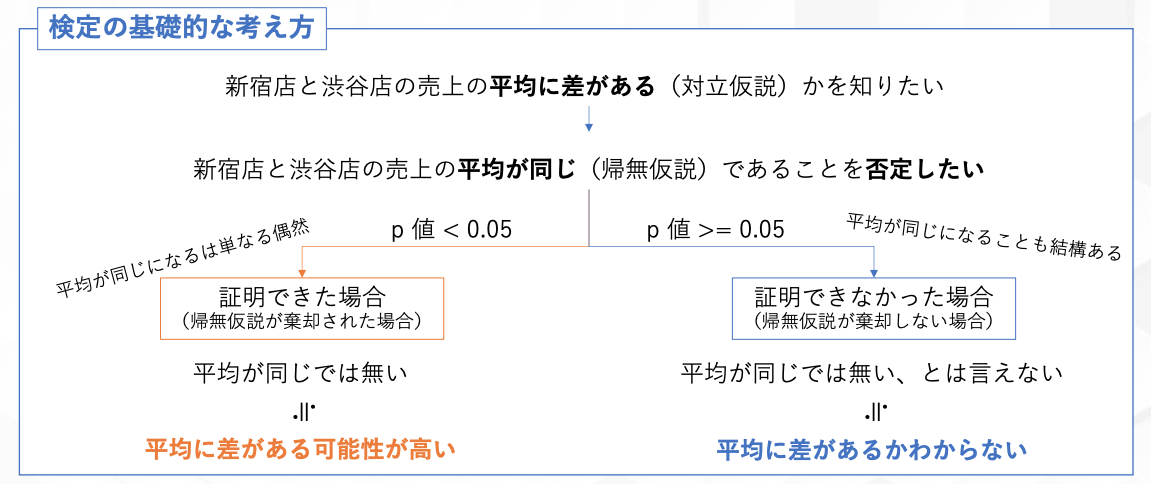 検定の基礎的な考え方
新宿店と渋谷店の売上の平均に差がある（対立仮説）かを知りたい
新宿店と渋谷店の売上の平均が同じ（帰無仮説）であることを否定したい
平均が同じになるは単なる偶然
p 値 < 0.05
p 値 >= 0.05
平均が同じになることも結構ある
証明できた場合
（帰無仮説が棄却された場合）
証明できなかった場合
（帰無仮説が棄却しない場合）
平均が同じでは無い
平均が同じでは無い、とは言えない
≒
≒
平均に差がある可能性が高い
平均に差があるかわからない